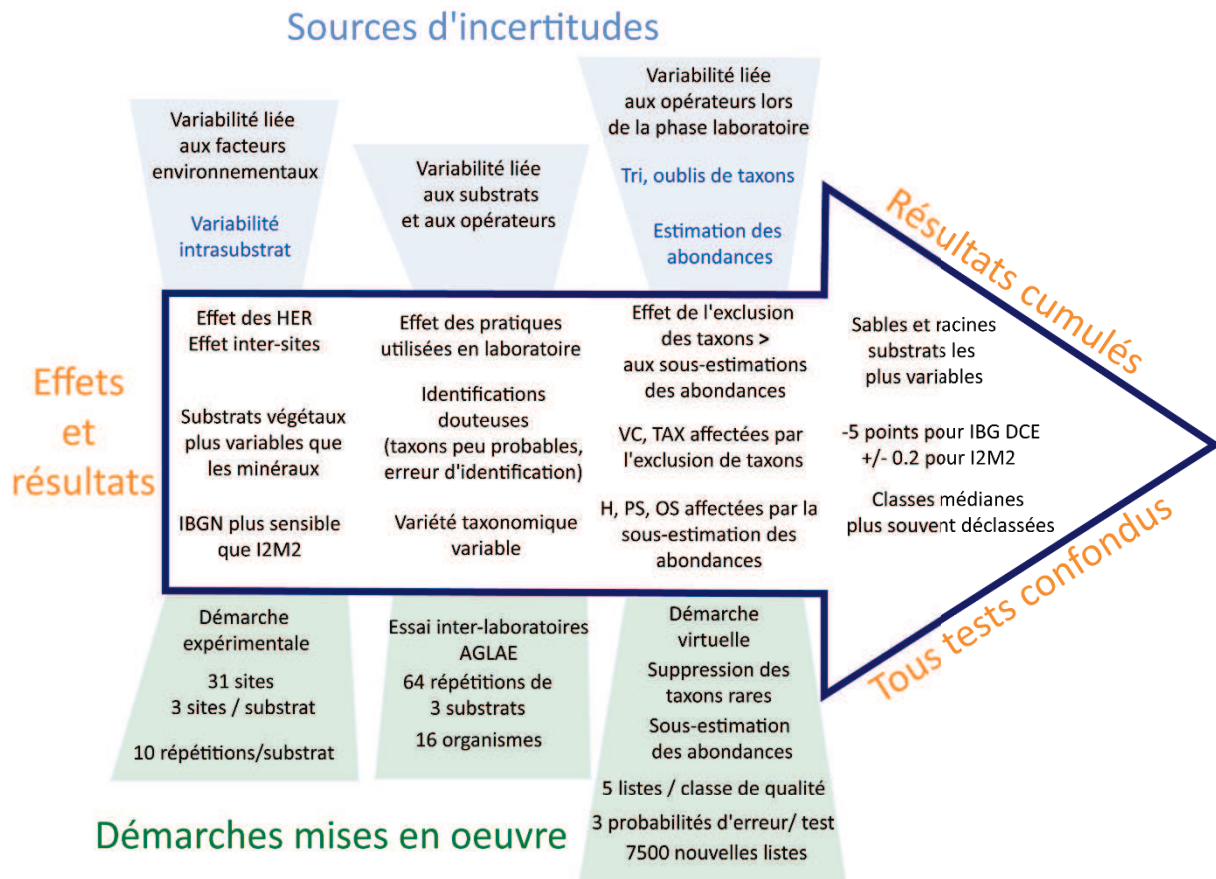 Sources d'incertitudes
Variabilité liée
aux facteurs
environnementaux
Variabilité
intrasubstrat
Variabilité liée
aux substrats
et aux opérateurs
Variabilité liée
aux opérateurs lors
de la phase laboratoire
Tri, oublis de taxons
Estimation des
abondances
Effets
et
résultats
Effet des HER
Effet inter-sites
Substrats végétaux
plus variables que
les minéraux
IBGN plus sensible
que I2M2
Effet des pratiques
utilisées en laboratoire
Identifications
douteuses
(taxons peu probables,
erreur d'identification)
Variété taxonomique
variable
Effet de l'exclusion
des taxons >
aux sous-estimations
des abondances
VC, TAX affectées par
l'exclusion de taxons
H, PS, OS affectées par la
sous-estimation des
abondances
Résultats cumulés
Sables et racines
substrats les
plus variables
-5 points pour IBG DCE
+/- 0.2 pour I2M2
Classes médianes
plus souvent déclassées
Tous tests confondus
Démarche
expérimentale
31 sites
3 sites / substrat
10 répétitions/substrat
Essai inter-laboratoires
AGLAE
64 répétitions de
3 substrats
16 organismes
Démarche
virtuelle
Suppression des
taxons rares
Sous-estimation
des abondances
5 listes / classe de qualité
3 probabilités d'erreur/ test
7500 nouvelles listes
Démarches mises en oeuvre